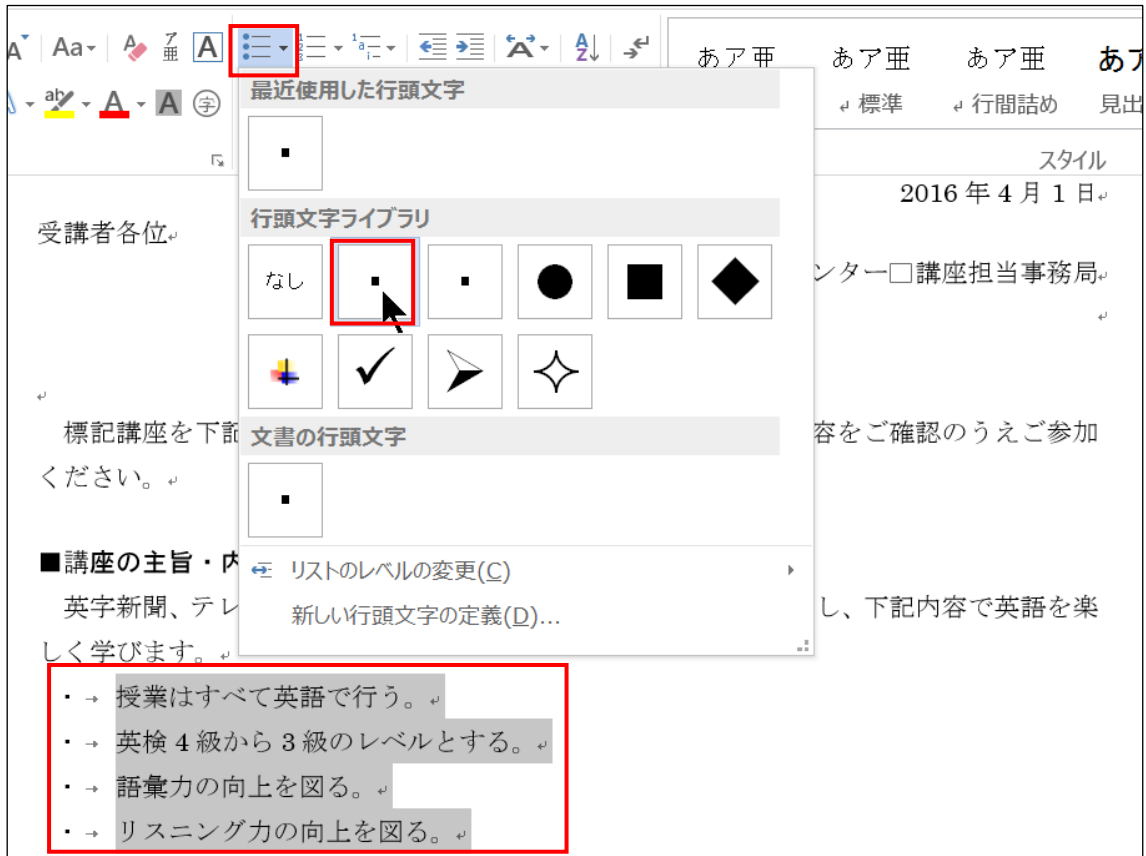 Aa
ア亜
A
A
Z
あア亜 あア亜 あア亜 あア
ab A A 字
標準 行間詰め 見出
スタイル
最近使用した行頭文字
行頭文字ライブラリ
なし
文書の行頭文字
リストのレベルの変更(C)
新しい行頭文字の定義(D)...
2016 年 4 月 1 日
受講者各位
ンター□講座担当事務局
標記講座を下記
容をご確認のうえご参加
ください。
■講座の主旨・内
英字新聞、テレ
し、下記内容で英語を楽
しく学びます。
・ 授業はすべて英語で行う。
・ 英検 4 級から 3 級のレベルとする。
・ 語彙力の向上を図る。
・ リスニング力の向上を図る。